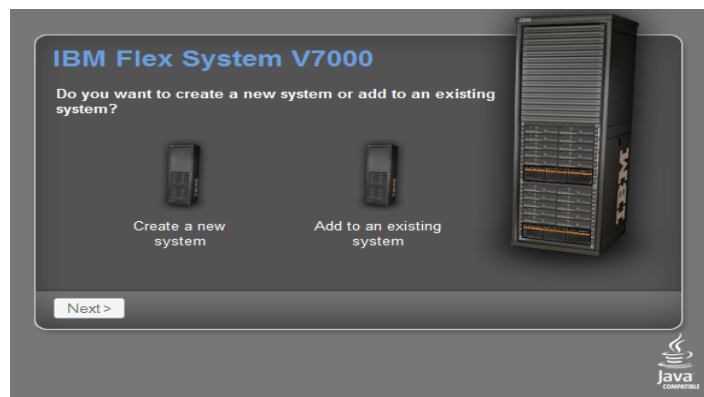 IBM Flex System V7000
Do you want to create a new system or add to an existing
system?
Create a new
system
Add to an existing
system
Next >
IBM
Java
COMPATIBLE